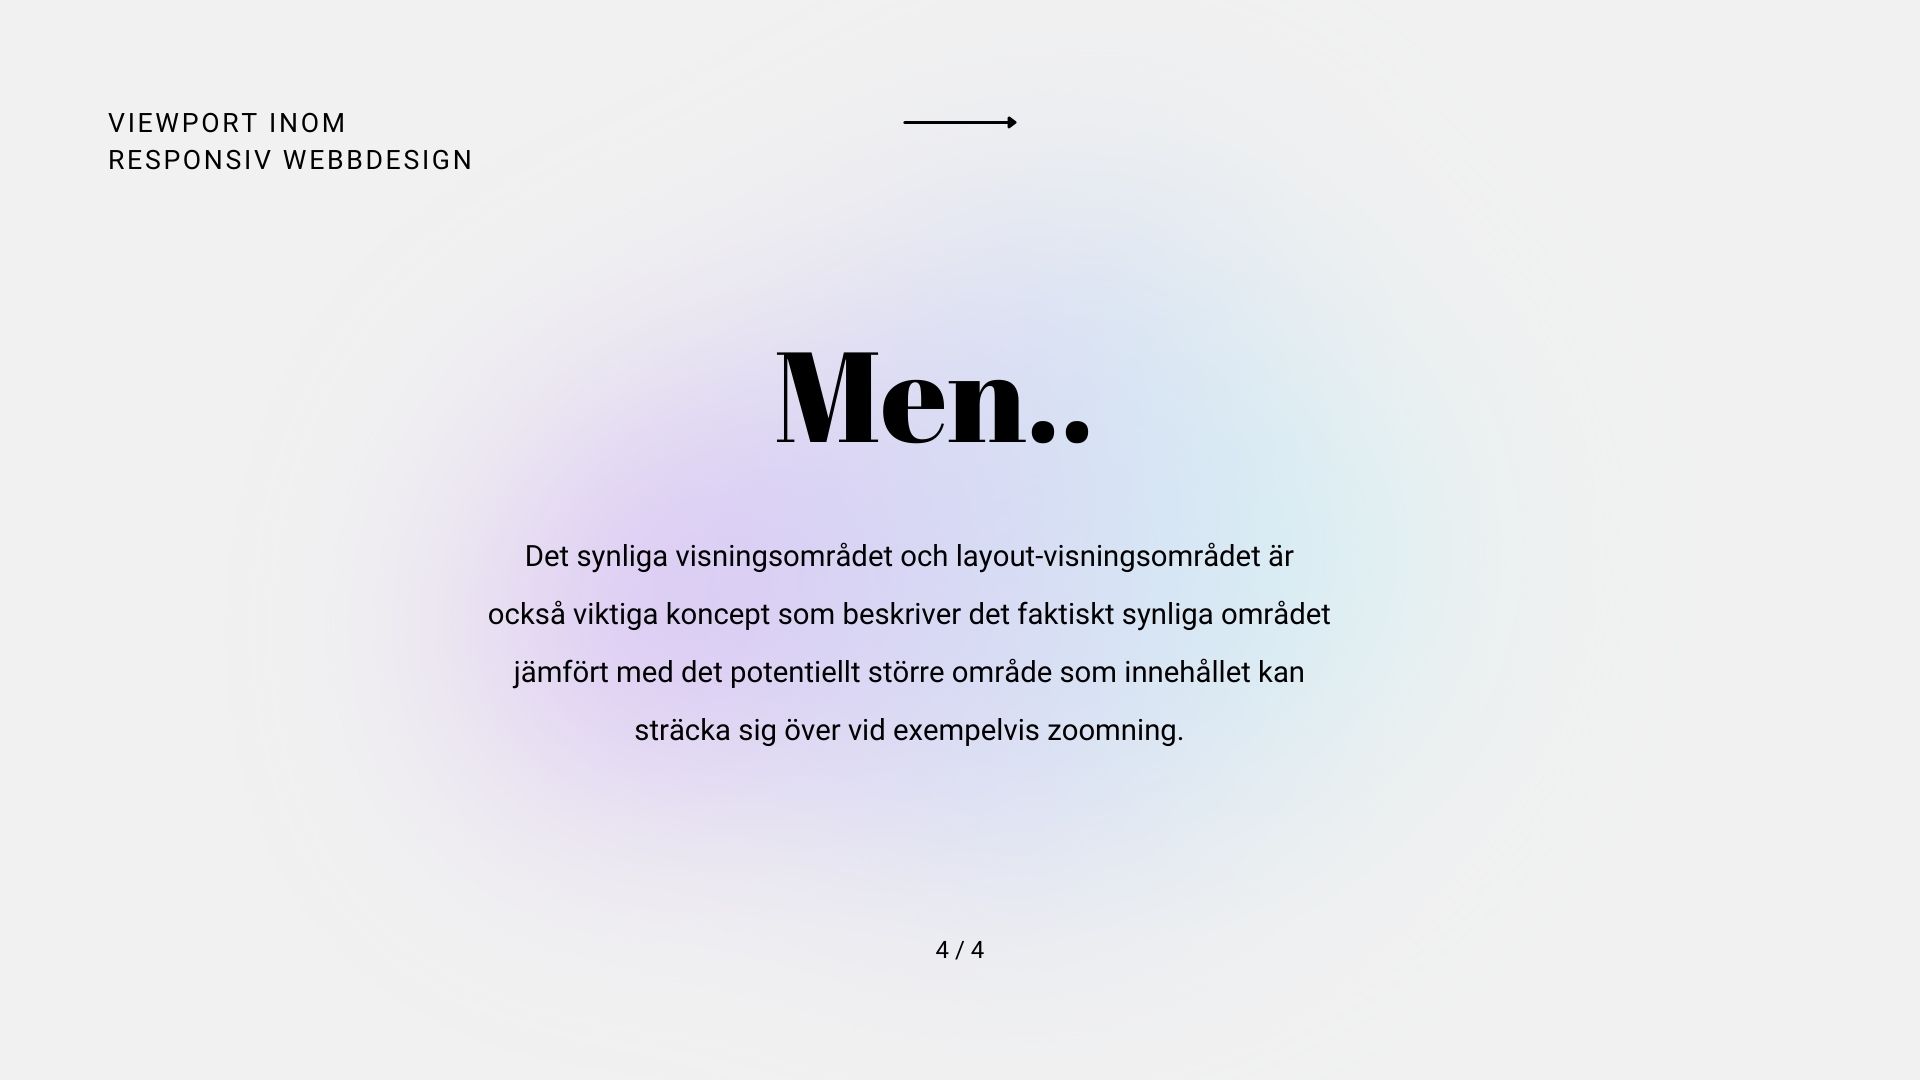 VIEWPORT INOM
RESPONSIV WEBBDESIGN
Men..
Det synliga visningsområdet och layout-visningsområdet är
också viktiga koncept som beskriver det faktiskt synliga området
jämfört med det potentiellt större område som innehållet kan
sträcka sig över vid exempelvis zoomning.
4 / 4